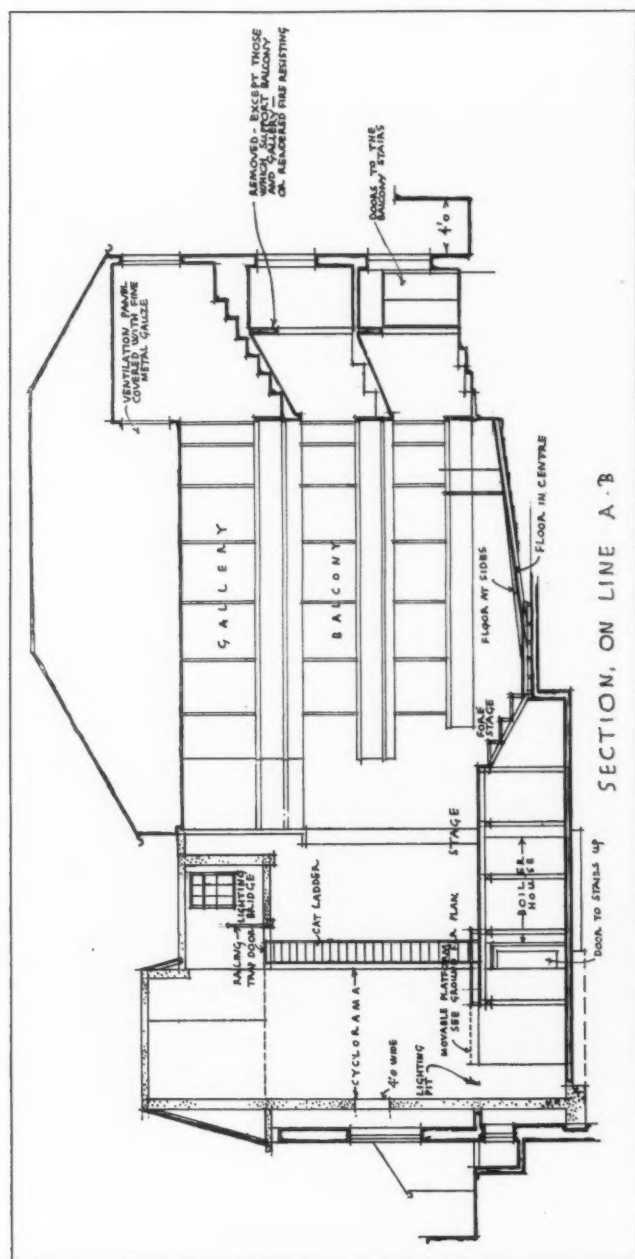 REMOVED - EXCEPT THOSE
WHICH SUPPORT BALCONY
AND GALLERY —
OR RENDERED FIRE RESISTING
VENTILATION PANEL
COVERED WITH FINE
METAL GAUZE
DOORS TO THE
BALCONY STAIRS
4'0
GALLERY
BALCONY
FLOOR AT SIDES
FLOOR IN CENTRE
FORE
STAGE
STAGE
LIGHTING
BRIDGE
RAILING
TRAP DOOR
CAT LADDER
CYCLORAMA
4'0 WIDE
LIGHTING
PIT
MOVABLE PLATFORM
SEE GROUND FLR PLAN
BOILER
HOUSE
DOOR TO STAIRS UP
SECTION, ON LINE A·B